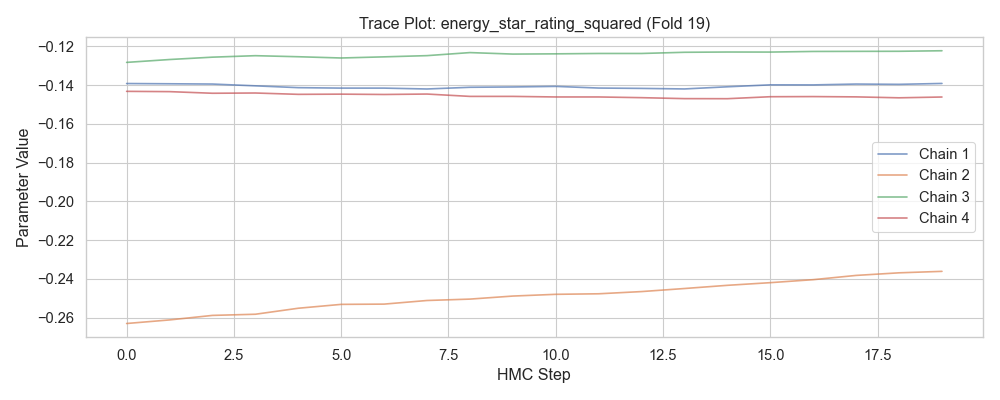 Trace Plot: energy_star_rating_squared (Fold 19)
−0.12
−0.14
−0.16
−0.18
−0.20
−0.22
−0.24
−0.26
Parameter Value
Chain 1
Chain 2
Chain 3
Chain 4
0.0 2.5 5.0 7.5 10.0 12.5 15.0 17.5
HMC Step